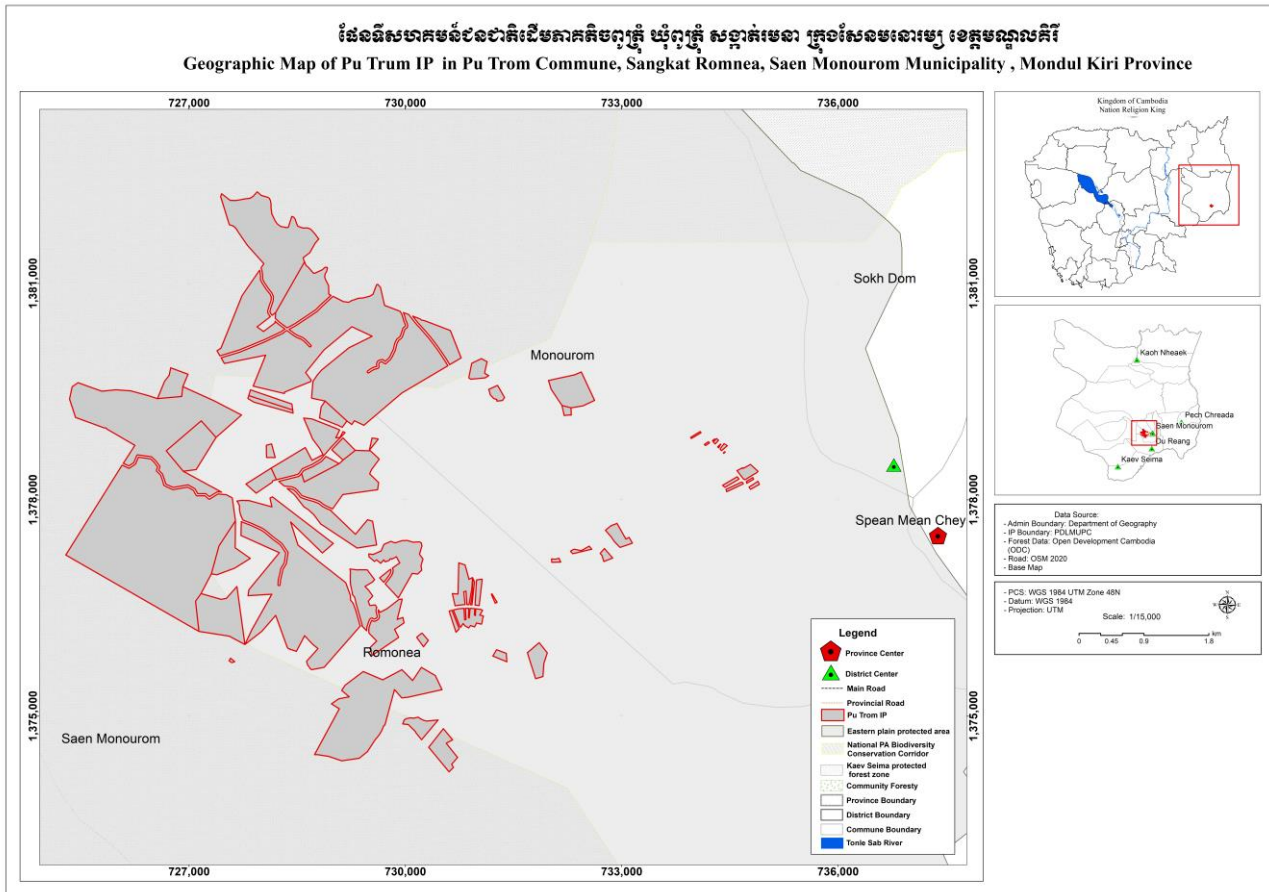 ផែនទីសហគមន៍ជនជាតិដើមភាគតិចពូត្រុំ ឃុំពូត្រុំ សង្កាត់រមនា ក្រុងសែនមនោរម្យ ខេត្តមណ្ឌលគិរី
Geographic Map of Pu Trum IP in Pu Trom Commune, Sangkat Romnea, Saen Monourom Municipality , Mondul Kiri Province
727,000
730,000
733,000
736,000
1,381,000
1,381,000
1,378,000
1,378,000
1,375,000
1,375,000
727,000
730,000
733,000
736,000
Sokh Dom
Monourom
Spean Mean Chey
Romonea
Saen Monourom
Legend
Province Center
District Center
Main Road
Provincial Road
Pu Trom IP
Eastern plain protected area
National PA Biodiversity
Conservation Corridor
Kaev Seima protected
forest zone
Community Foresty
Province Boundary
District Boundary
Commune Boundary
Tonle Sab River
Kingdom of Cambodia
Nation Religion King
Kaoh Nheaek
Pech Chreada
Saen Monourom
Ou Reang
Kaev Seima
Data Source:
- Admin Boundary: Department of Geography
- IP Boundary: PDLMUPC
- Forest Data: Open Development Cambodia
(ODC)
- Road: OSM 2020
- Base Map
- PCS: WGS 1984 UTM Zone 48N
- Datum: WGS 1984
- Projection: UTM
Scale: 1/15,000
N
W
E
S
0 0.45 0.9 1.8
km